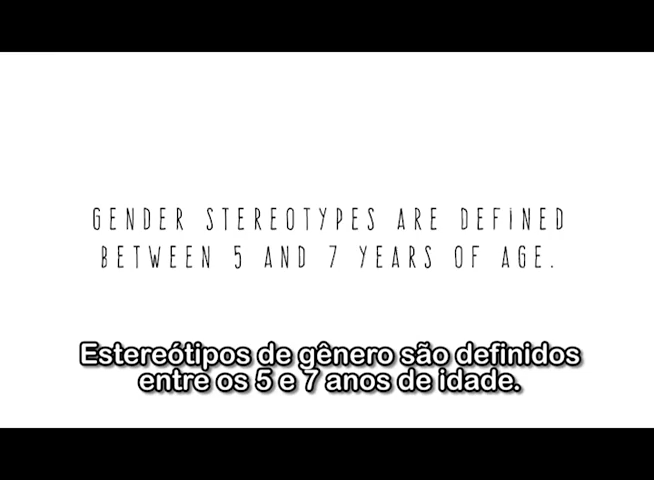 GENDER STEREOTYPES ARE DEFINED
BETWEEN 5 AND 7 YEARS OF AGE.
Estereótipos de gênero são definidos
entre os 5 e 7 anos de idade.